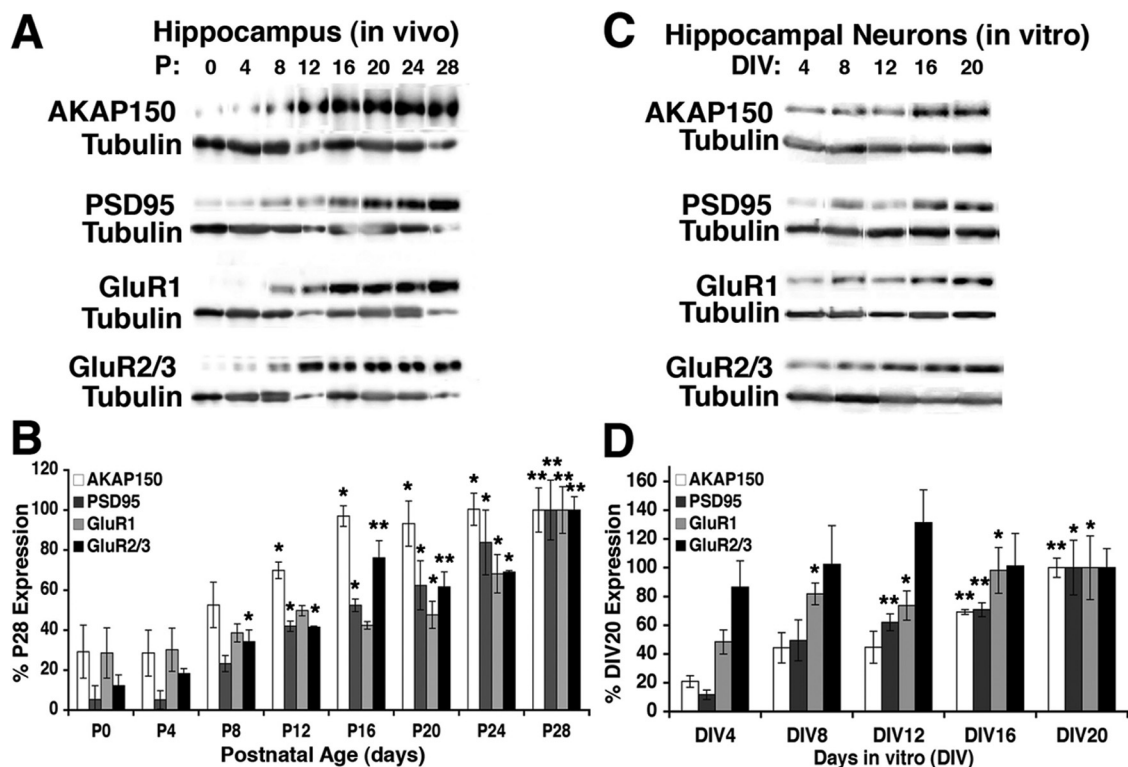 A
Hippocampus (in vivo)
P: 0 4 8 12 16 20 24 28
AKAP150
Tubulin
PSD95
Tubulin
GluR1
Tubulin
GluR2/3
Tubulin
B
120
100
80
60
40
20
0
% P28 Expression
AKAP150
PSD95
GluR1
GluR2/3
* * * * * * ** * * * ** * * * * ** ** ** **
P0 P4 P8 P12 P16 P20 P24 P28
Postnatal Age (days)
C
Hippocampal Neurons (in vitro)
DIV: 4 8 12 16 20
AKAP150
Tubulin
PSD95
Tubulin
GluR1
Tubulin
GluR2/3
Tubulin
D
160
140
120
100
80
60
40
20
0
% DIV20 Expression
AKAP150
PSD95
GluR1
GluR2/3
* ** * ** ** * ** * *
DIV4 DIV8 DIV12 DIV16 DIV20
Days in vitro (DIV)